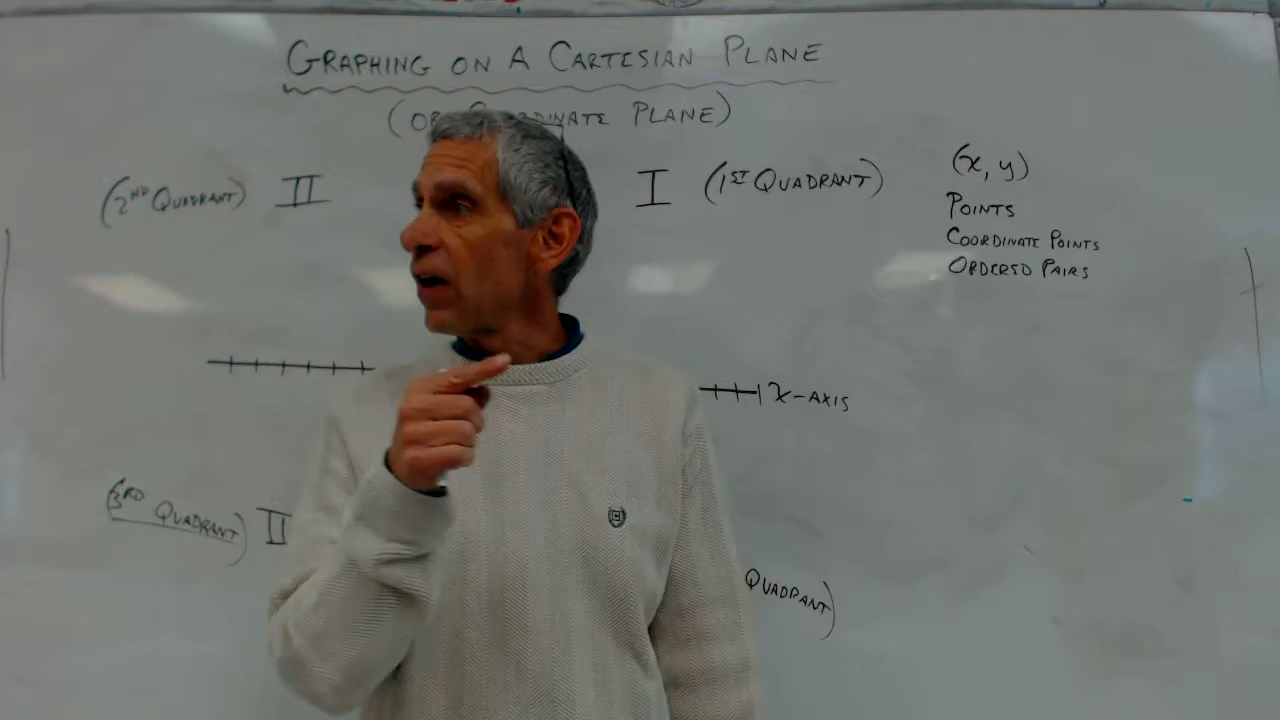 GRAPHING ON A CARTESIAN PLANE
(OR COORDINATE PLANE)
(2ND QUADRANT) II
I (1ST QUADRANT)
(x, y)
POINTS
COORDINATE POINTS
ORDERED PAIRS
X-AXIS
(3RD QUADRANT) II
QUADRANT)